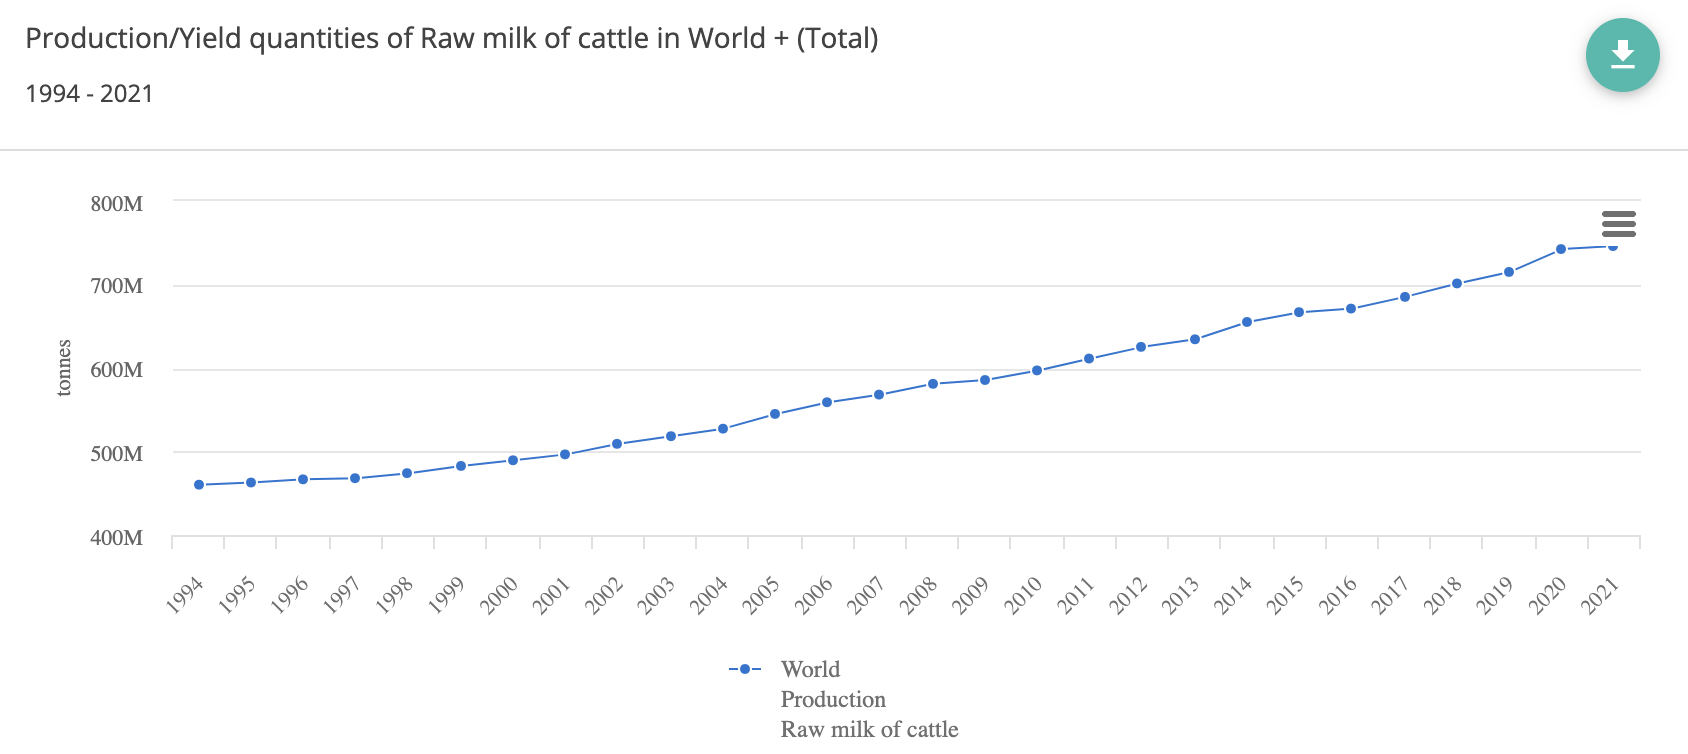 Production/Yield quantities of Raw milk of cattle in World + (Total)
1994 - 2021
800M
700M
600M
500M
400M
tonnes
1994
1995
1996
1997
1998
1999
2000
2001
2002
2003
2004
2005
2006
2007
2008
2009
2010
2011
2012
2013
2014
2015
2016
2017
2018
2019
2020
2021
World
Production
Raw milk of cattle